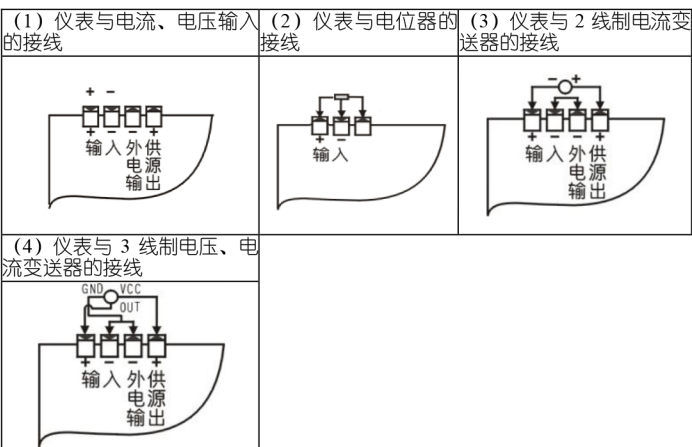 （1）仪表与电流、电压输入
的接线
（2）仪表与电位器的
接线
（3）仪表与 2 线制电流变
送器的接线
+ -
+ - - +
输入 外供
电源
输出
+ -
输入
- +
+ - - +
输入 外供
电源
输出
（4）仪表与 3 线制电压、电
流变送器的接线
GND VCC
OUT
+ - - +
输入 外供
电源
输出